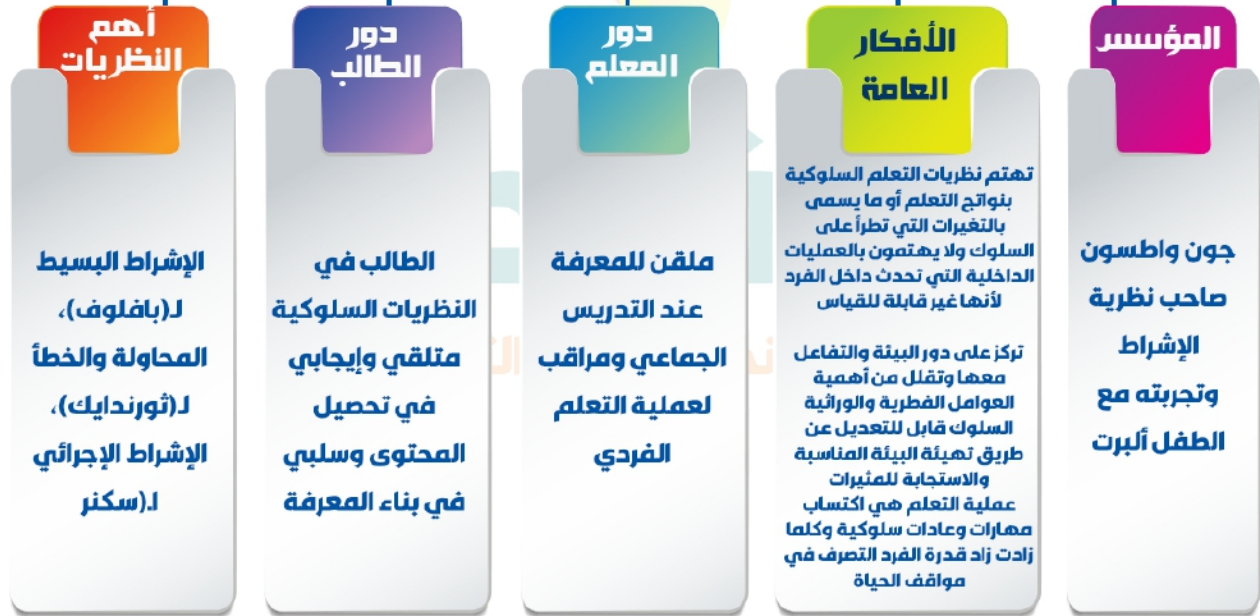 المؤسسر
جون واطسون
صاحب نظرية
الإشراط
وتجربته مع
الطفل ألبرت
الأفكار
العامة
تهتم نظريات التعلم السلوكية
بنواتج التعلم أو ما يسمى
بالتغيرات التي تطرأ على
السلوك ولا يهتمون بالعمليات
الداخلية التي تحدث داخل الفرد
لأنها غير قابلة للقياس
تركز على دور البيئة والتفاعل
معها وتقلل من أهمية
العوامل الفطرية والوراثية
السلوك قابل للتعديل عن
طريق تهيئة البيئة المناسبة
والاستجابة للمثيرات
عملية التعلم هي اكتساب
مهارات وعادات سلوكية وكلما
زادت زاد قدرة الفرد التصرف في
مواقف الحياة
دور
المعلم
ملقن للمعرفة
عند التدريس
الجماعي ومراقب
لعملية التعلم
الفردي
دور
الطالب
الطالب في
النظريات السلوكية
متلقي وإيجابي
في تحصيل
المحتوى وسلبي
في بناء المعرفة
أهم
النظريات
الإشراط البسيط
لـ(بافلوف)،
المحاولة والخطأ
لـ(ثورندايك)،
الإشراط الإجرائي
لـ(سكنر